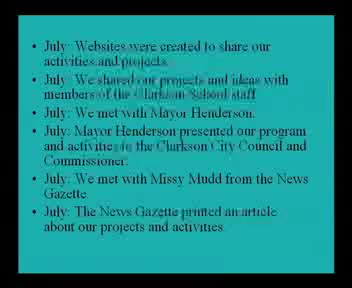 • July: Websites were created to share our
activities and projects.
• July: We shared our projects and ideas with
members of the Clarkson School staff
• July: We met with Mayor Henderson.
• July: Mayor Henderson presented our program
and activities to the Clarkson City Council and
Commissioner.
• July: We met with Missy Mudd from the News
Gazette.
• July: The News Gazette printed an article
about our projects and activities.